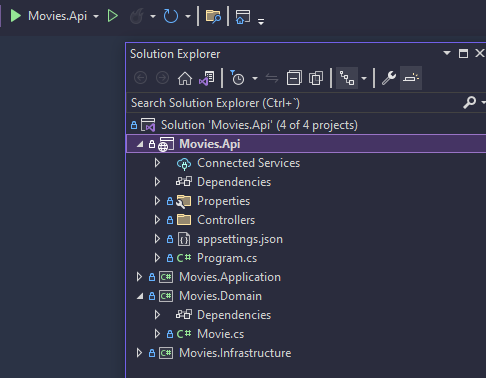 Movies.Api
Solution Explorer
Search Solution Explorer (Ctrl+`)
Solution 'Movies.Api' (4 of 4 projects)
Movies.Api
Connected Services
Dependencies
Properties
Controllers
appsettings.json
C# Program.cs
C# Movies.Application
C# Movies.Domain
Dependencies
C# Movie.cs
C# Movies.Infrastructure